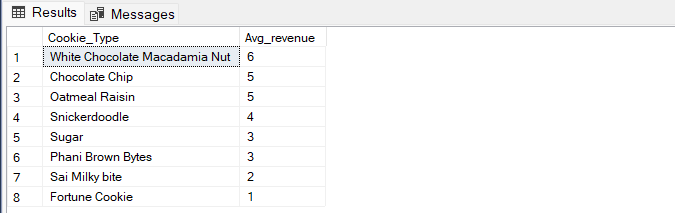 Results Messages
Cookie_Type Avg_revenue
1 White Chocolate Macadamia Nut 6
2 Chocolate Chip 5
3 Oatmeal Raisin 5
4 Snickerdoodle 4
5 Sugar 3
6 Phani Brown Bytes 3
7 Sai Milky bite 2
8 Fortune Cookie 1